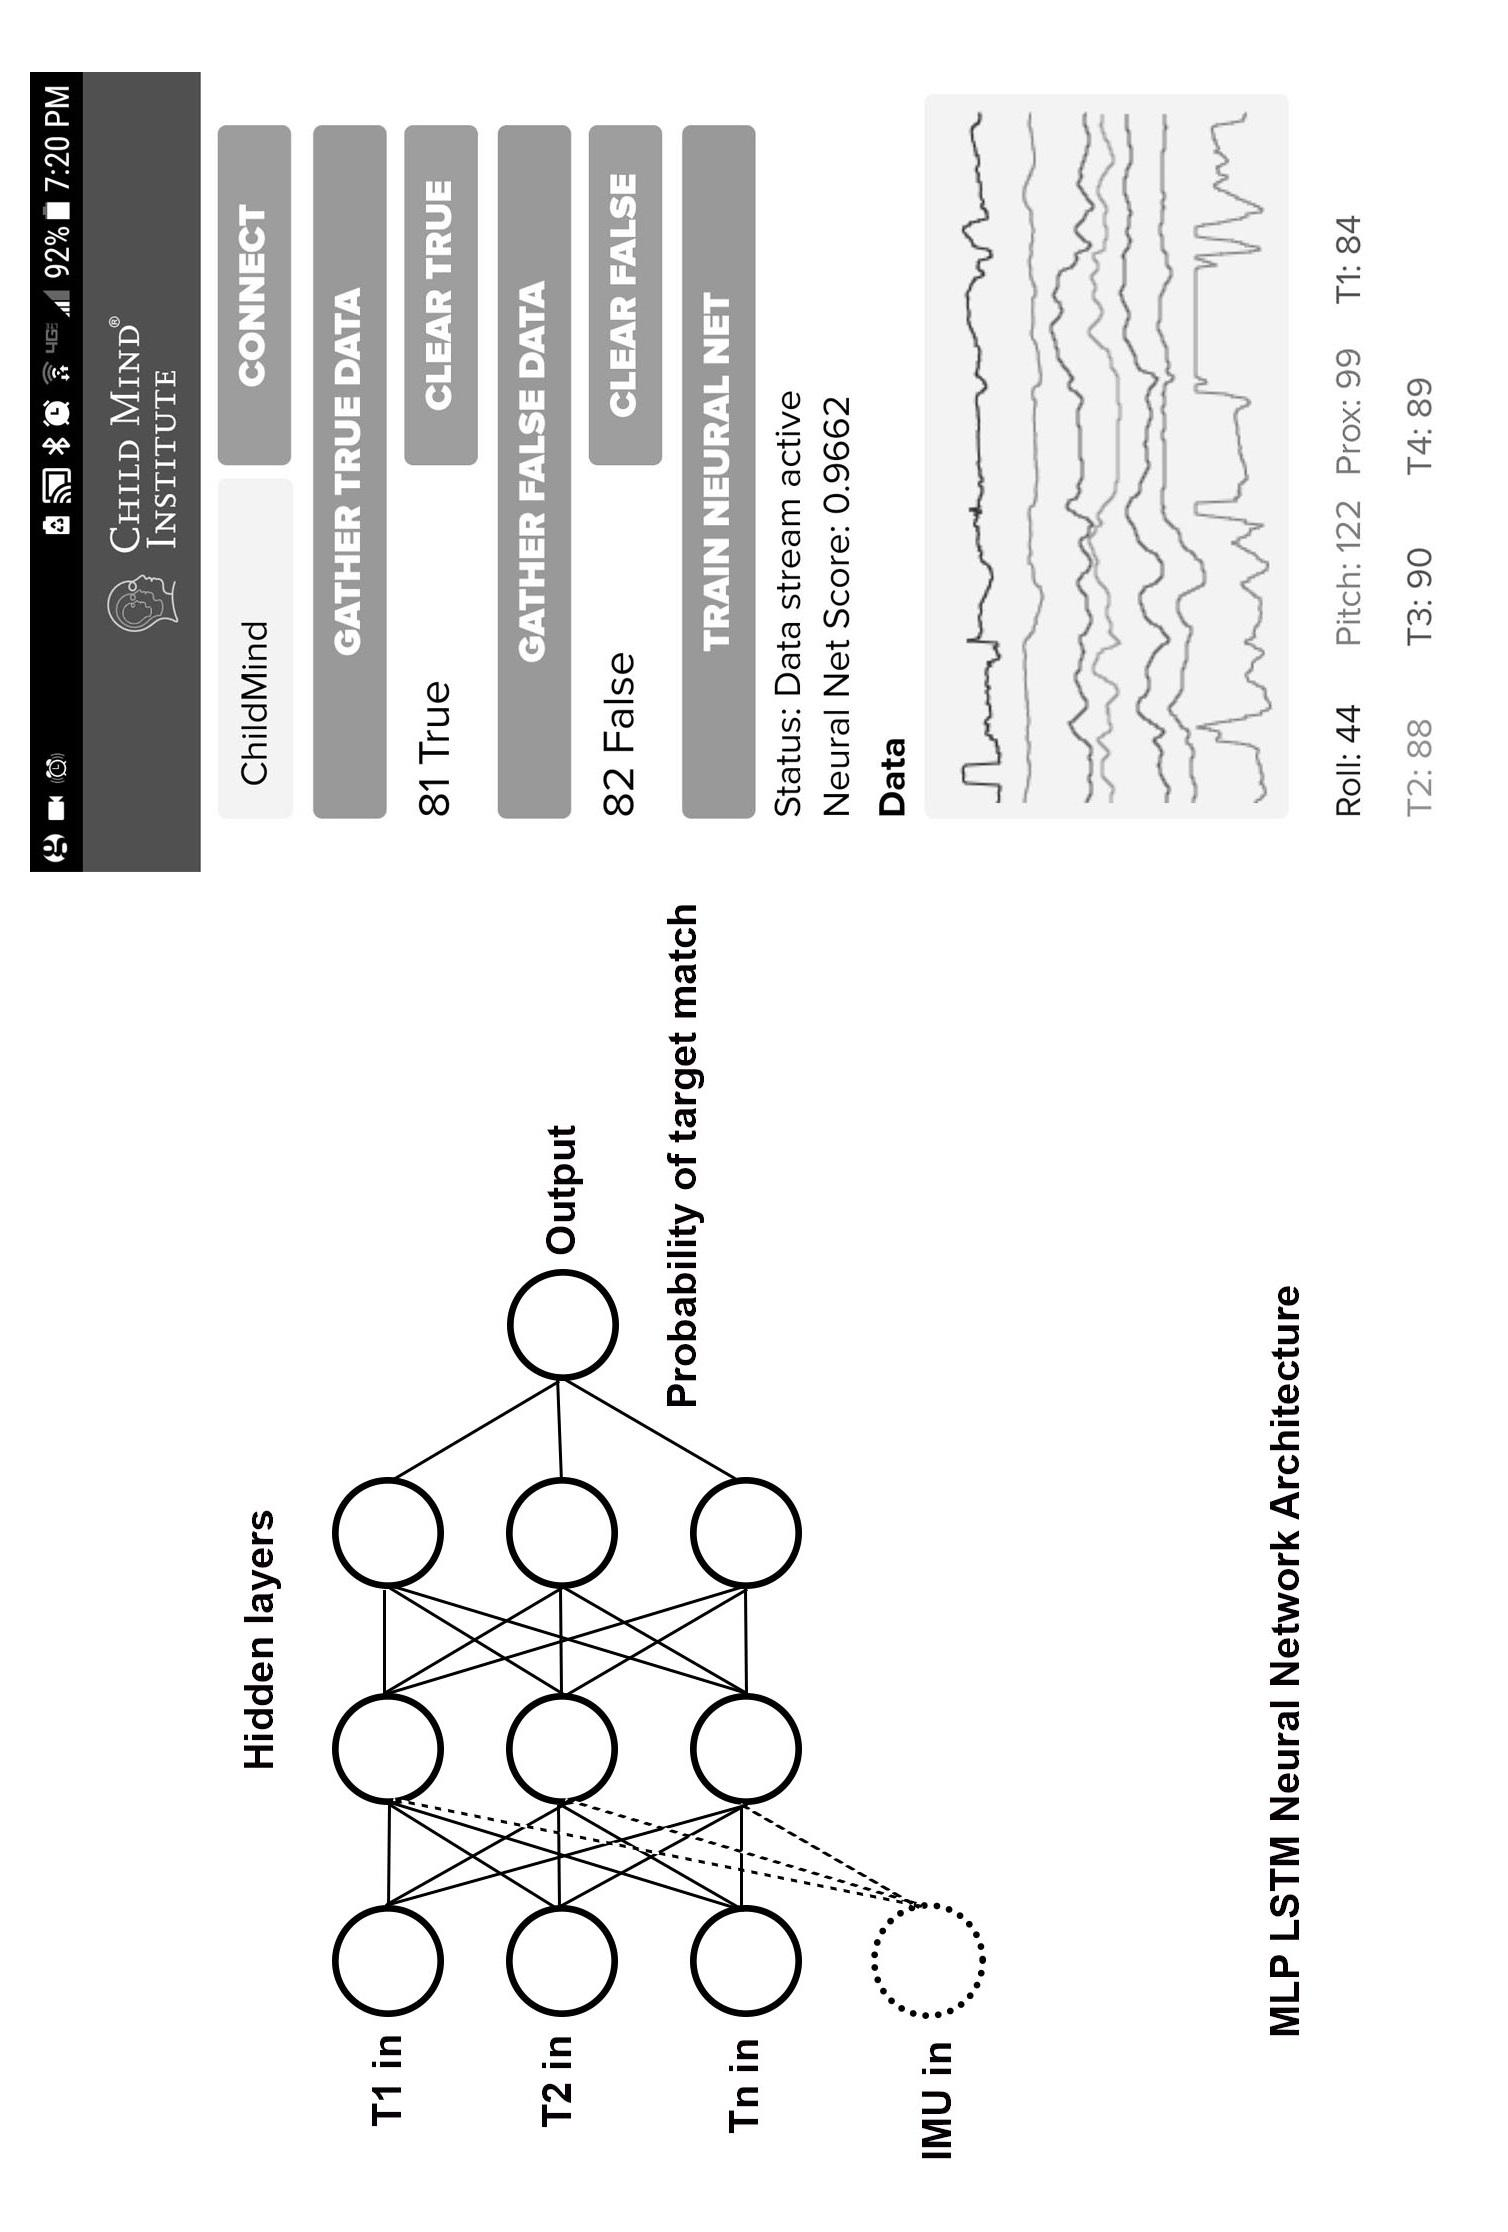 Hidden layers
T1 in
T2 in
Tn in
IMU in
Output
Probability of target match
MLP LSTM Neural Network Architecture
4G 92% 7:20 PM
CHILD MIND®
INSTITUTE
ChildMind CONNECT
GATHER TRUE DATA
81 True CLEAR TRUE
GATHER FALSE DATA
82 False CLEAR FALSE
TRAIN NEURAL NET
Status: Data stream active
Neural Net Score: 0.9662
Data
Roll: 44 Pitch: 122 Prox: 99 T1: 84
T2: 88 T3: 90 T4: 89